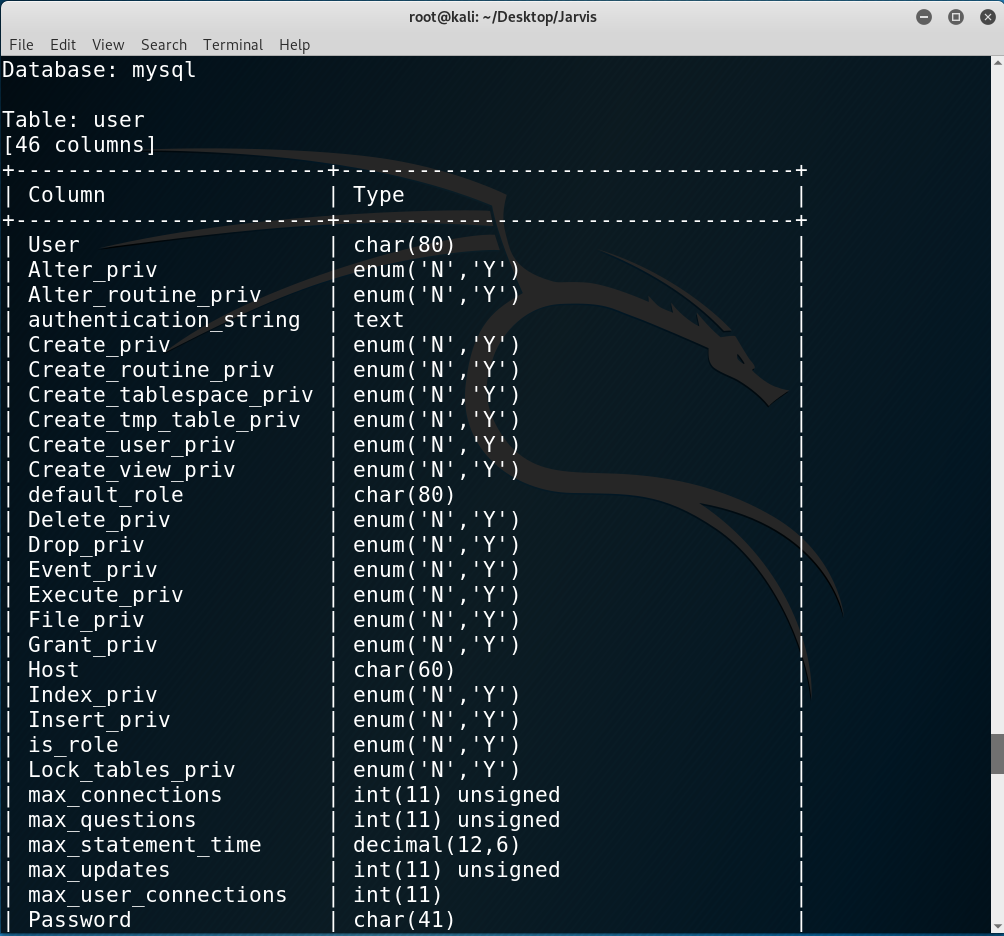 root@kali: ~/Desktop/Jarvis
File Edit View Search Terminal Help
Database: mysql
Table: user
[46 columns]
+------------------------+-----------------------------------+
| Column                 | Type                              |
+------------------------+-----------------------------------+
| User                   | char(80)                          |
| Alter_priv             | enum('N','Y')                     |
| Alter_routine_priv     | enum('N','Y')                     |
| authentication_string  | text                              |
| Create_priv            | enum('N','Y')                     |
| Create_routine_priv    | enum('N','Y')                     |
| Create_tablespace_priv | enum('N','Y')                     |
| Create_tmp_table_priv  | enum('N','Y')                     |
| Create_user_priv       | enum('N','Y')                     |
| Create_view_priv       | enum('N','Y')                     |
| default_role           | char(80)                          |
| Delete_priv            | enum('N','Y')                     |
| Drop_priv              | enum('N','Y')                     |
| Event_priv             | enum('N','Y')                     |
| Execute_priv           | enum('N','Y')                     |
| File_priv              | enum('N','Y')                     |
| Grant_priv             | enum('N','Y')                     |
| Host                   | char(60)                          |
| Index_priv             | enum('N','Y')                     |
| Insert_priv            | enum('N','Y')                     |
| is_role                | enum('N','Y')                     |
| Lock_tables_priv       | enum('N','Y')                     |
| max_connections        | int(11) unsigned                  |
| max_questions          | int(11) unsigned                  |
| max_statement_time     | decimal(12,6)                     |
| max_updates            | int(11) unsigned                  |
| max_user_connections   | int(11)                           |
| Password               | char(41)                          |